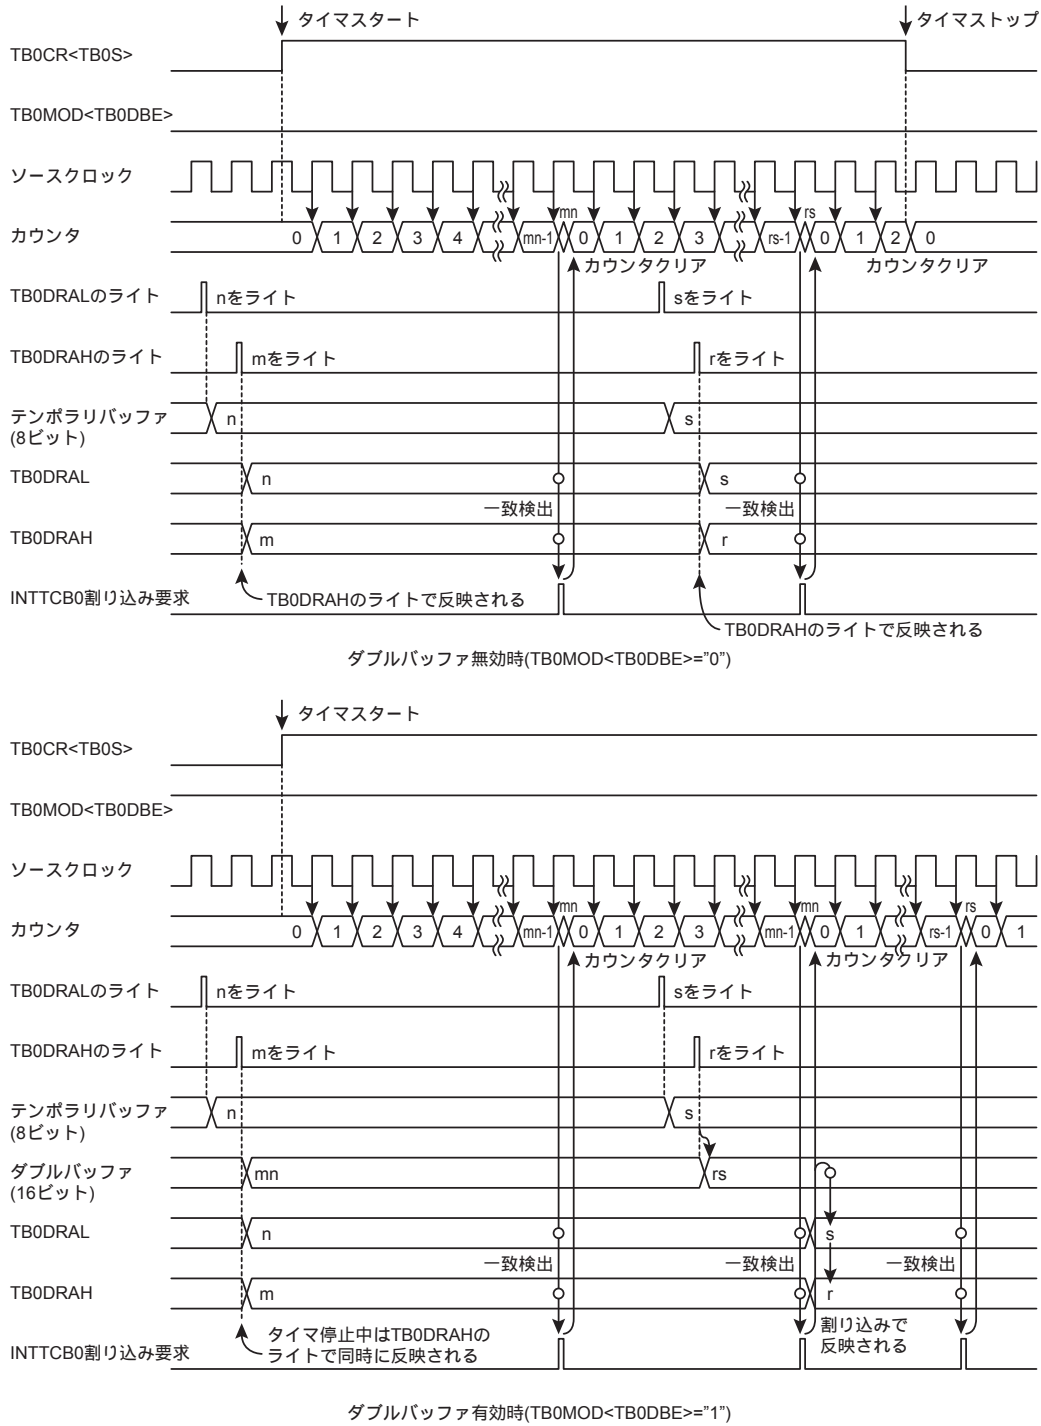 タイマスタート
タイマストップ
TB0CR<TB0S>
TB0MOD<TB0DBE>
ソースクロック
mn
rs
カウンタ
0 1 2 3 4 mn-1 0 1 2 3 rs-1 0 1 2 0
カウンタクリア
カウンタクリア
TB0DRALのライト
nをライト
sをライト
TB0DRAHのライト
mをライト
rをライト
テンポラリバッファ
(8ビット)
n
s
TB0DRAL
n
s
一致検出
一致検出
TB0DRAH
m
r
INTTCB0割り込み要求
TB0DRAHのライトで反映される
TB0DRAHのライトで反映される
ダブルバッファ無効時(TB0MOD<TB0DBE>=”0”)
タイマスタート
TB0CR<TB0S>
TB0MOD<TB0DBE>
ソースクロック
mn
mn
rs
カウンタ
0 1 2 3 4 mn-1 0 1 2 3 mn-1 0 1 rs-1 0 1
カウンタクリア
カウンタクリア
TB0DRALのライト
nをライト
sをライト
TB0DRAHのライト
mをライト
rをライト
テンポラリバッファ
(8ビット)
n
s
ダブルバッファ
(16ビット)
mn
rs
TB0DRAL
n
s
一致検出
一致検出
一致検出
TB0DRAH
m
r
タイマ停止中はTB0DRAHの
ライトで同時に反映される
割り込みで
反映される
INTTCB0割り込み要求
ダブルバッファ有効時(TB0MOD<TB0DBE>=”1”)